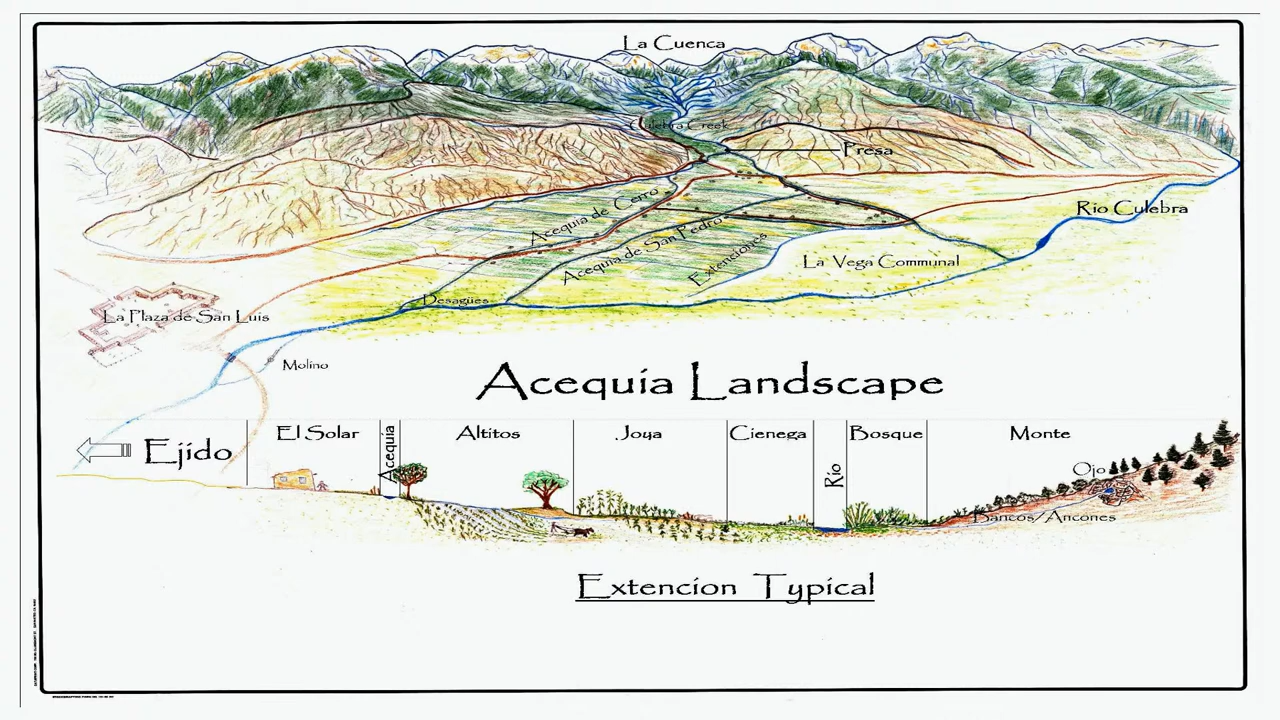 La Cuenca
Culebra Creek
Presa
Acequia de Cerro
Rio Culebra
Acequia de San Pedro
Extenciones
La Vega Communal
Desagües
La Plaza de San Luis
Molino
Acequia Landscape
Ejido
El Solar
Acequia
Altitos
Joya
Cienega
Rio
Bosque
Monte
Ojo
Bancos/Ancones
Extencion Typical